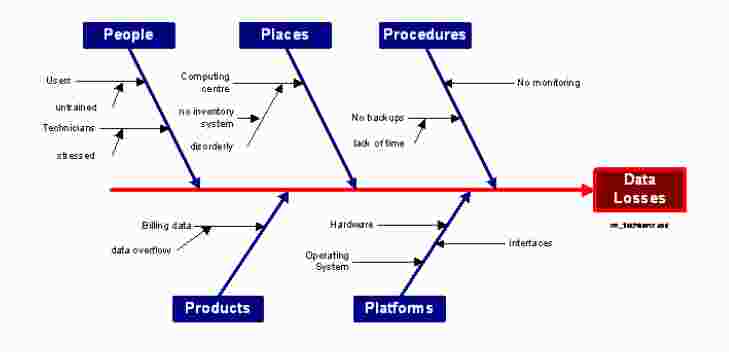 People
Places
Procedures
Users
untrained
Technicians
stressed
Computing
centre
no inventory
system
disorderly
No monitoring
No backups
lack of time
Data
Losses
Billing data
data overflow
Hardware
Interfaces
Operating
System
Products
Platforms